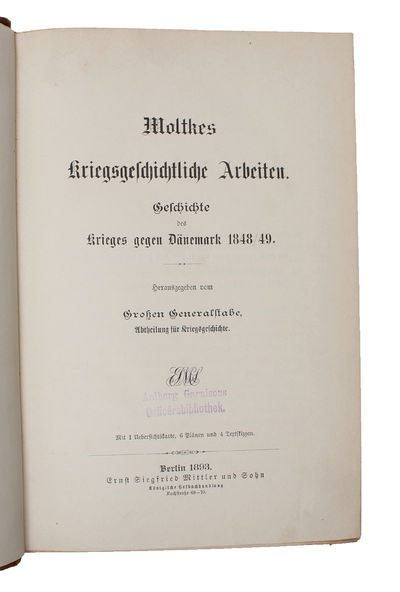 Moltkes
Kriegsgeschichtliche Arbeiten.
Geschichte
des
Krieges gegen Dänemark 1848/49.
Herausgegeben vom
Großen Generalstabe,
Abtheilung für Kriegsgeschichte.
Aalborg Garnisons
Officersbibliothek.
Mit 1 Uebersichtskarte, 6 Plänen und 4 Textskizzen.
Berlin 1893.
Ernst Siegfried Mittler und Sohn
Königliche Hofbuchhandlung
Kochstraße 68–70.